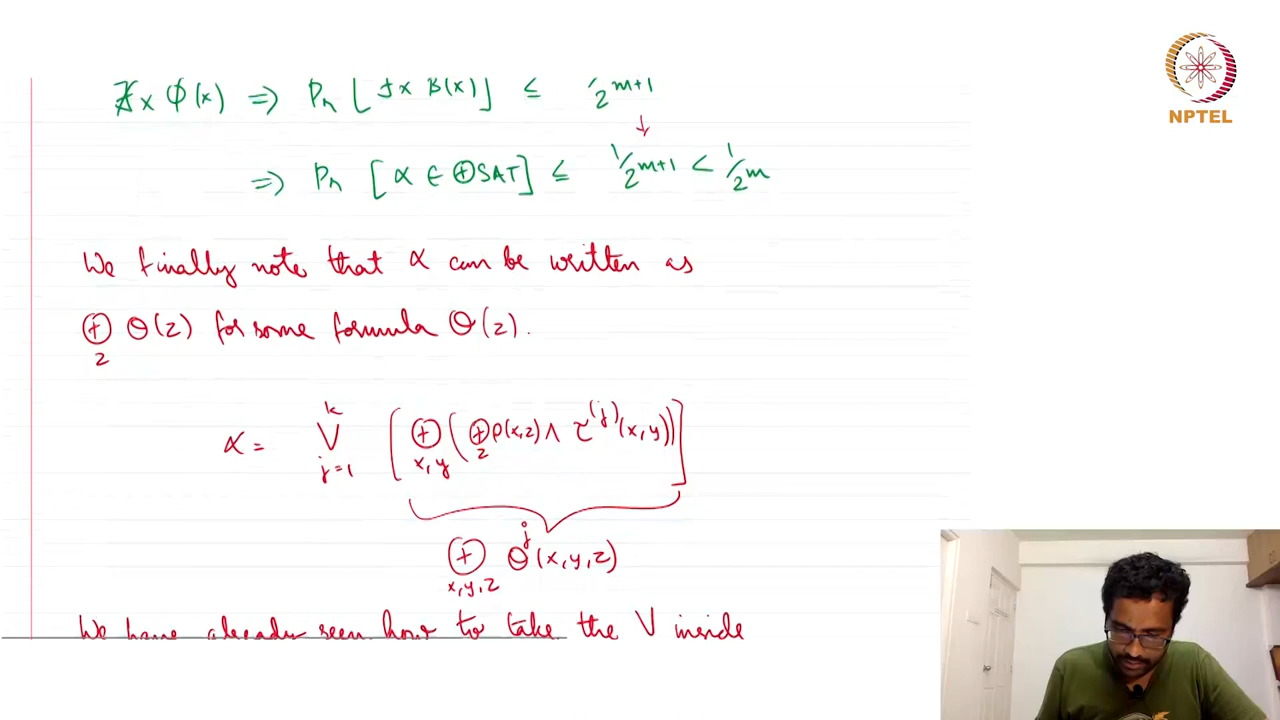 ∄x φ(x) ⇒ Pr [∃x β(x)] ≤ 1/2^{m+1}
NPTEL
⇒ Pr [α ∈ ⊕SAT] ≤ 1/2^{m+1} < 1/2^m
We finally note that α can be written as
⊕_z θ(z) for some formula θ(z).
α = ⋁_{j=1}^{k} [⊕_{x,y} (⊕_z ρ(x,z) ∧ τ^{(j)}(x,y))]
⊕_{x,y,z} θ^j(x,y,z)
We have already seen how to take the V inside